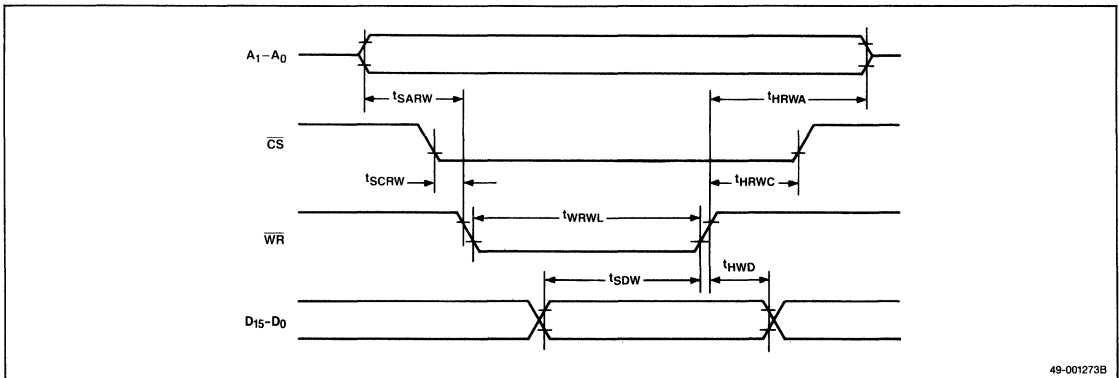 A1–A0
tSARW
tHRWA
CS
tSCRW
tHRWC
tWRWL
WR
tSDW
tHWD
D15-D0
49-001273B